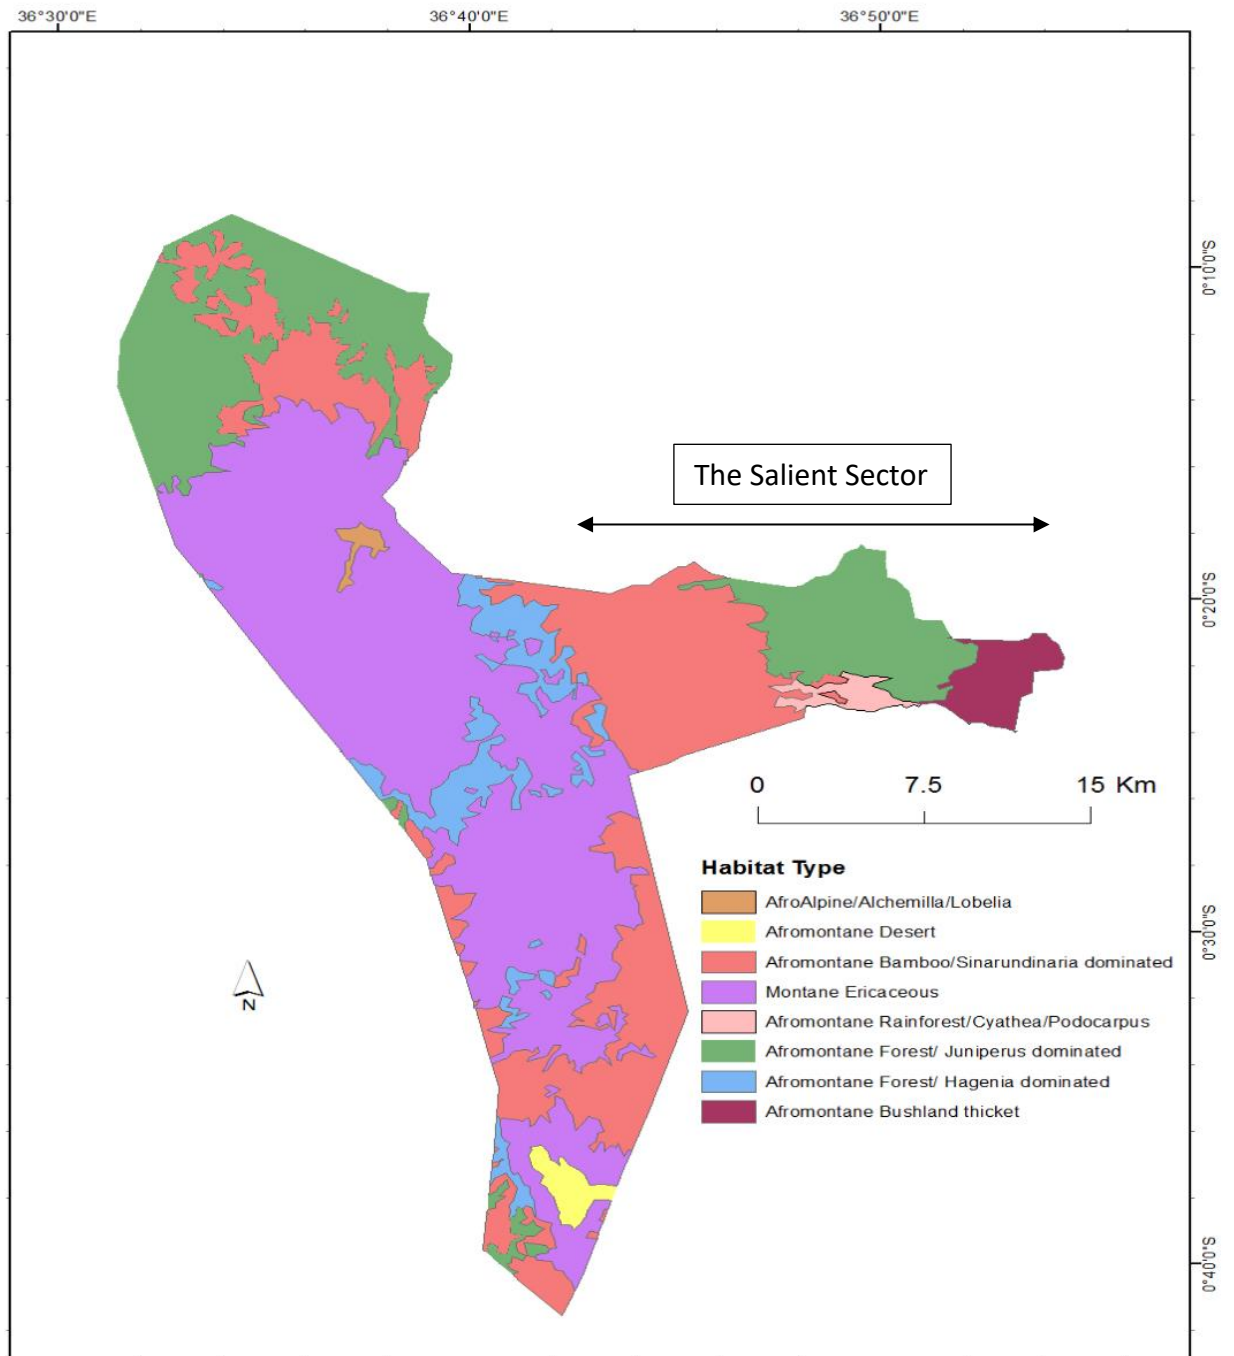 36°30'0"E
36°40'0"E
36°50'0"E
0°10'0"S
The Salient Sector
0°20'0"S
0 7.5 15 Km
Habitat Type
AfroAlpine/Alchemilla/Lobelia
Afromontane Desert
0°30'0"S
Afromontane Bamboo/Sinarundinaria dominated
Montane Ericaceous
N
Afromontane Rainforest/Cyathea/Podocarpus
Afromontane Forest/ Juniperus dominated
Afromontane Forest/ Hagenia dominated
Afromontane Bushland thicket
0°40'0"S